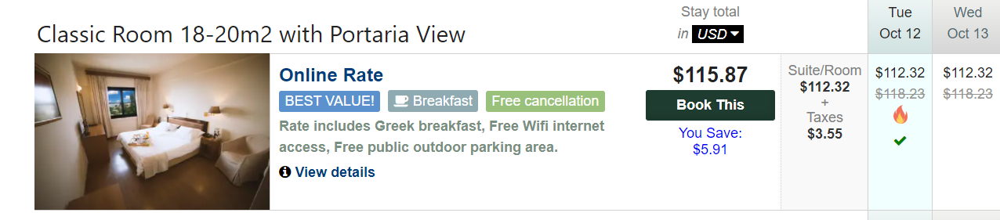 Classic Room 18-20m2 with Portaria View
Stay total
in USD
Tue
Oct 12
Wed
Oct 13
Online Rate
BEST VALUE! Breakfast Free cancellation
Rate includes Greek breakfast, Free Wifi internet
access, Free public outdoor parking area.
View details
$115.87
Book This
You Save:
$5.91
Suite/Room
$112.32
+
Taxes
$3.55
$112.32
$118.23
$112.32
$118.23